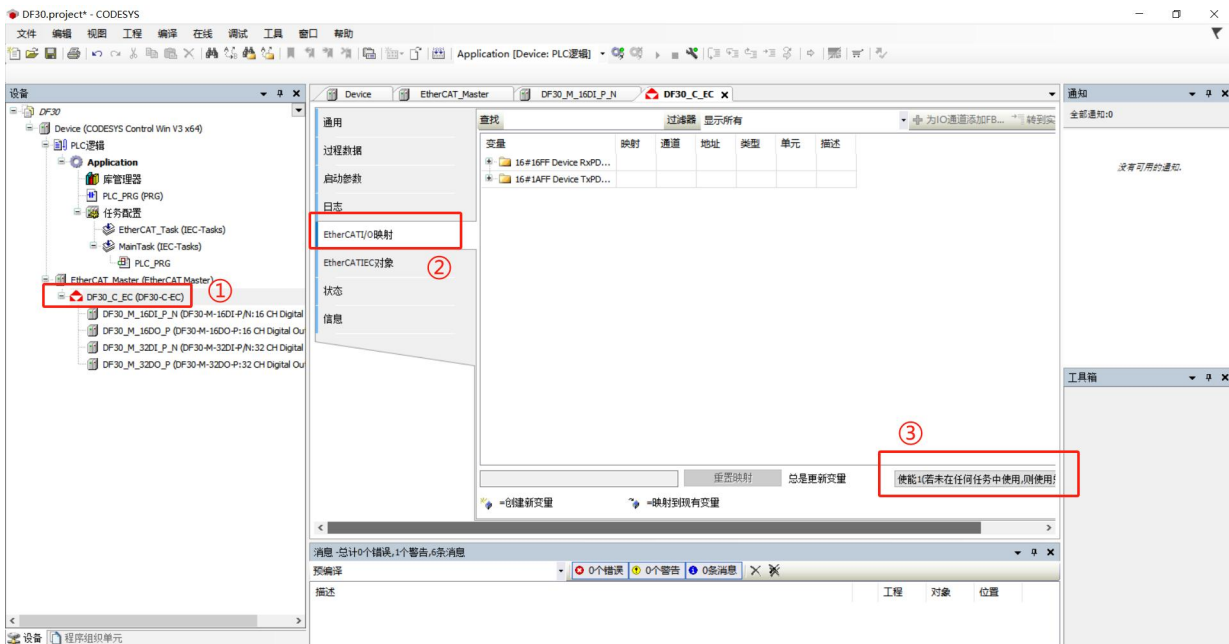 DF30.project* - CODESYS
文件 编辑 视图 工程 编译 在线 调试 工具 窗口 帮助
Application [Device: PLC逻辑]
设备
DF30
Device (CODESYS Control Win V3 x64)
PLC逻辑
Application
库管理器
PLC_PRG (PRG)
任务配置
EtherCAT_Task (IEC-Tasks)
MainTask (IEC-Tasks)
PLC_PRG
EtherCAT_Master (EtherCAT Master)
①
DF30_C_EC (DF30-C-EC)
DF30_M_16DI_P_N (DF30-M-16DI-P/N:16 CH Digital
DF30_M_16DO_P (DF30-M-16DO-P:16 CH Digital Ou
DF30_M_32DI_P_N (DF30-M-32DI-P/N:32 CH Digital
DF30_M_32DO_P (DF30-M-32DO-P:32 CH Digital Ou
设备 程序组织单元
Device EtherCAT_Master DF30_M_16DI_P_N DF30_C_EC
通用
过程数据
启动参数
日志
EtherCATI/O映射
②
EtherCATIEC对象
状态
信息
查找 过滤器 显示所有 为IO通道添加FB... 转到实
变量 映射 通道 地址 类型 单元 描述
16#16FF Device RxPD...
16#1AFF Device TxPD...
③
重置映射 总是更新变量 使能1(若未在任何任务中使用,则使用
=创建新变量 =映射到现有变量
消息 -总计0个错误,1个警告,6条消息
预编译 0个错误 0个警告 0条消息
描述 工程 对象 位置
通知
全部通知:0
没有可用的通知.
工具箱